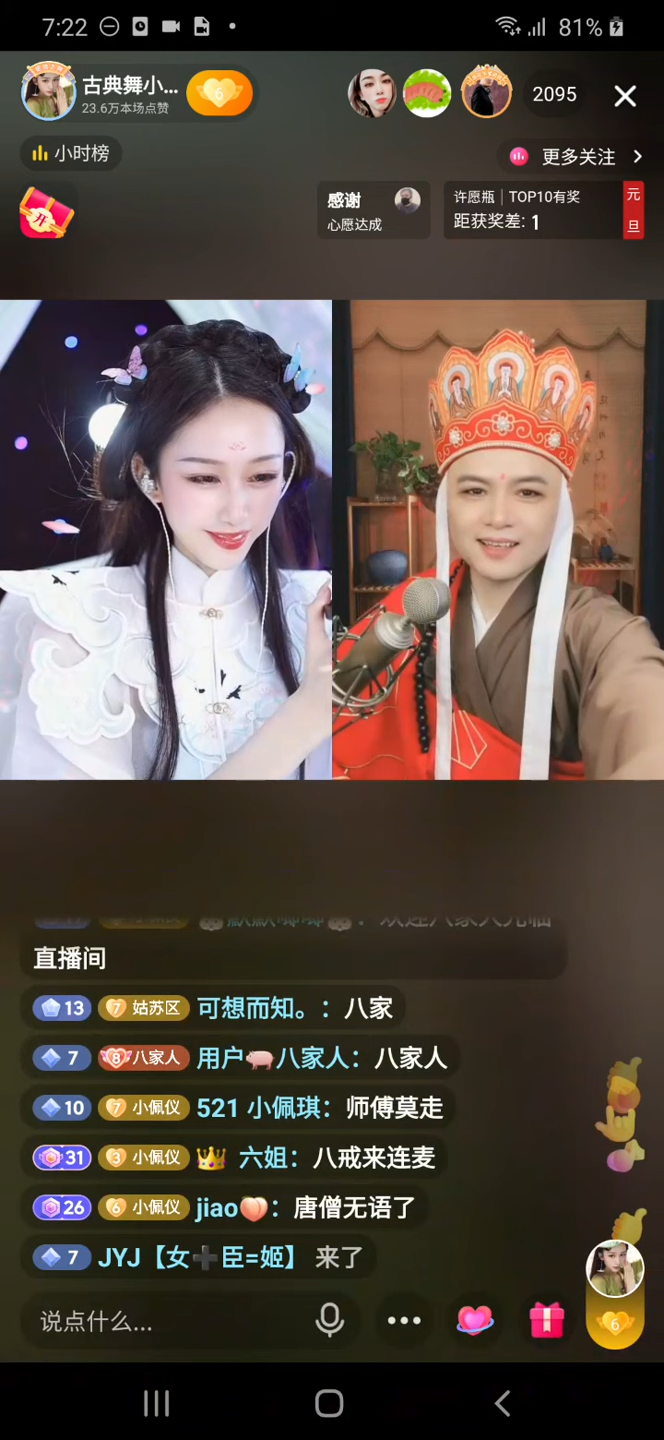 7:22
81%
古典舞小...
23.6万本场点赞
6
2095
小时榜
更多关注
开
感谢
心愿达成
许愿瓶｜TOP10有奖
距获奖差: 1
元旦
直播间
13 7 姑苏区 可想而知。： 八家
7 8 八家人 用户🐖八家人： 八家人
10 7 小佩仪 521 小佩琪： 师傅莫走
31 3 小佩仪 👑 六姐： 八戒来连麦
26 6 小佩仪 jiao🍑： 唐僧无语了
7 JYJ【女➕臣=姬】 来了
说点什么...
6